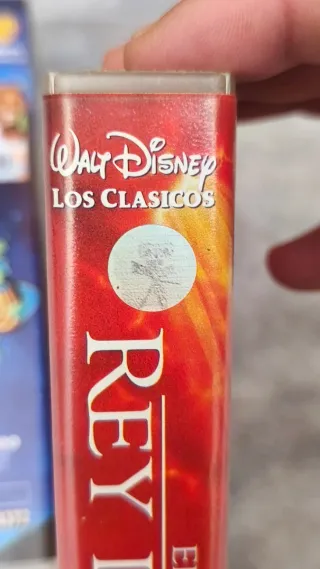 WALT DISNEY
LOS CLASICOS
REY
E